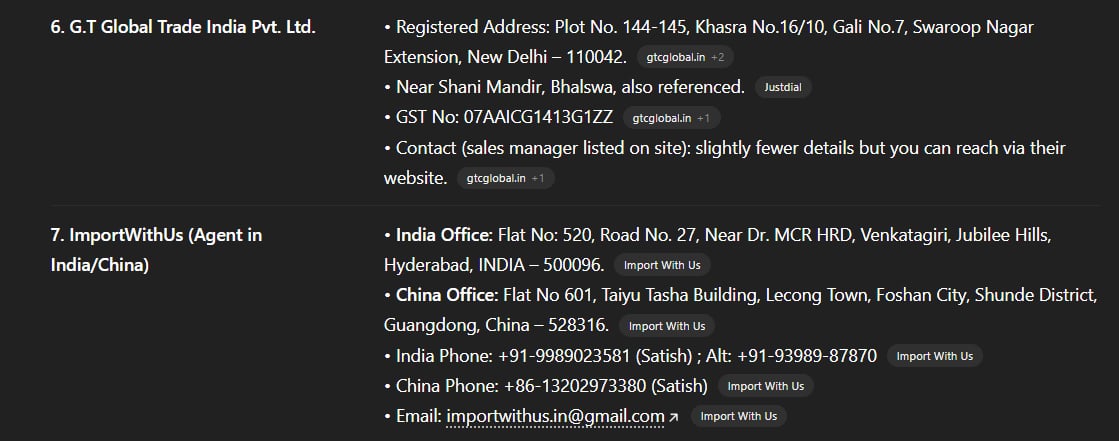 6. G.T Global Trade India Pvt. Ltd.
• Registered Address: Plot No. 144-145, Khasra No.16/10, Gali No.7, Swaroop Nagar
Extension, New Delhi – 110042. gtcglobal.in +2
• Near Shani Mandir, Bhalswa, also referenced. Justdial
• GST No: 07AAICG1413G1ZZ gtcglobal.in +1
• Contact (sales manager listed on site): slightly fewer details but you can reach via their
website. gtcglobal.in +1
7. ImportWithUs (Agent in
India/China)
• India Office: Flat No: 520, Road No. 27, Near Dr. MCR HRD, Venkatagiri, Jubilee Hills,
Hyderabad, INDIA – 500096. Import With Us
• China Office: Flat No 601, Taiyu Tasha Building, Lecong Town, Foshan City, Shunde District,
Guangdong, China – 528316. Import With Us
• India Phone: +91-9989023581 (Satish) ; Alt: +91-93989-87870 Import With Us
• China Phone: +86-13202973380 (Satish) Import With Us
• Email: importwithus.in@gmail.com ↗ Import With Us